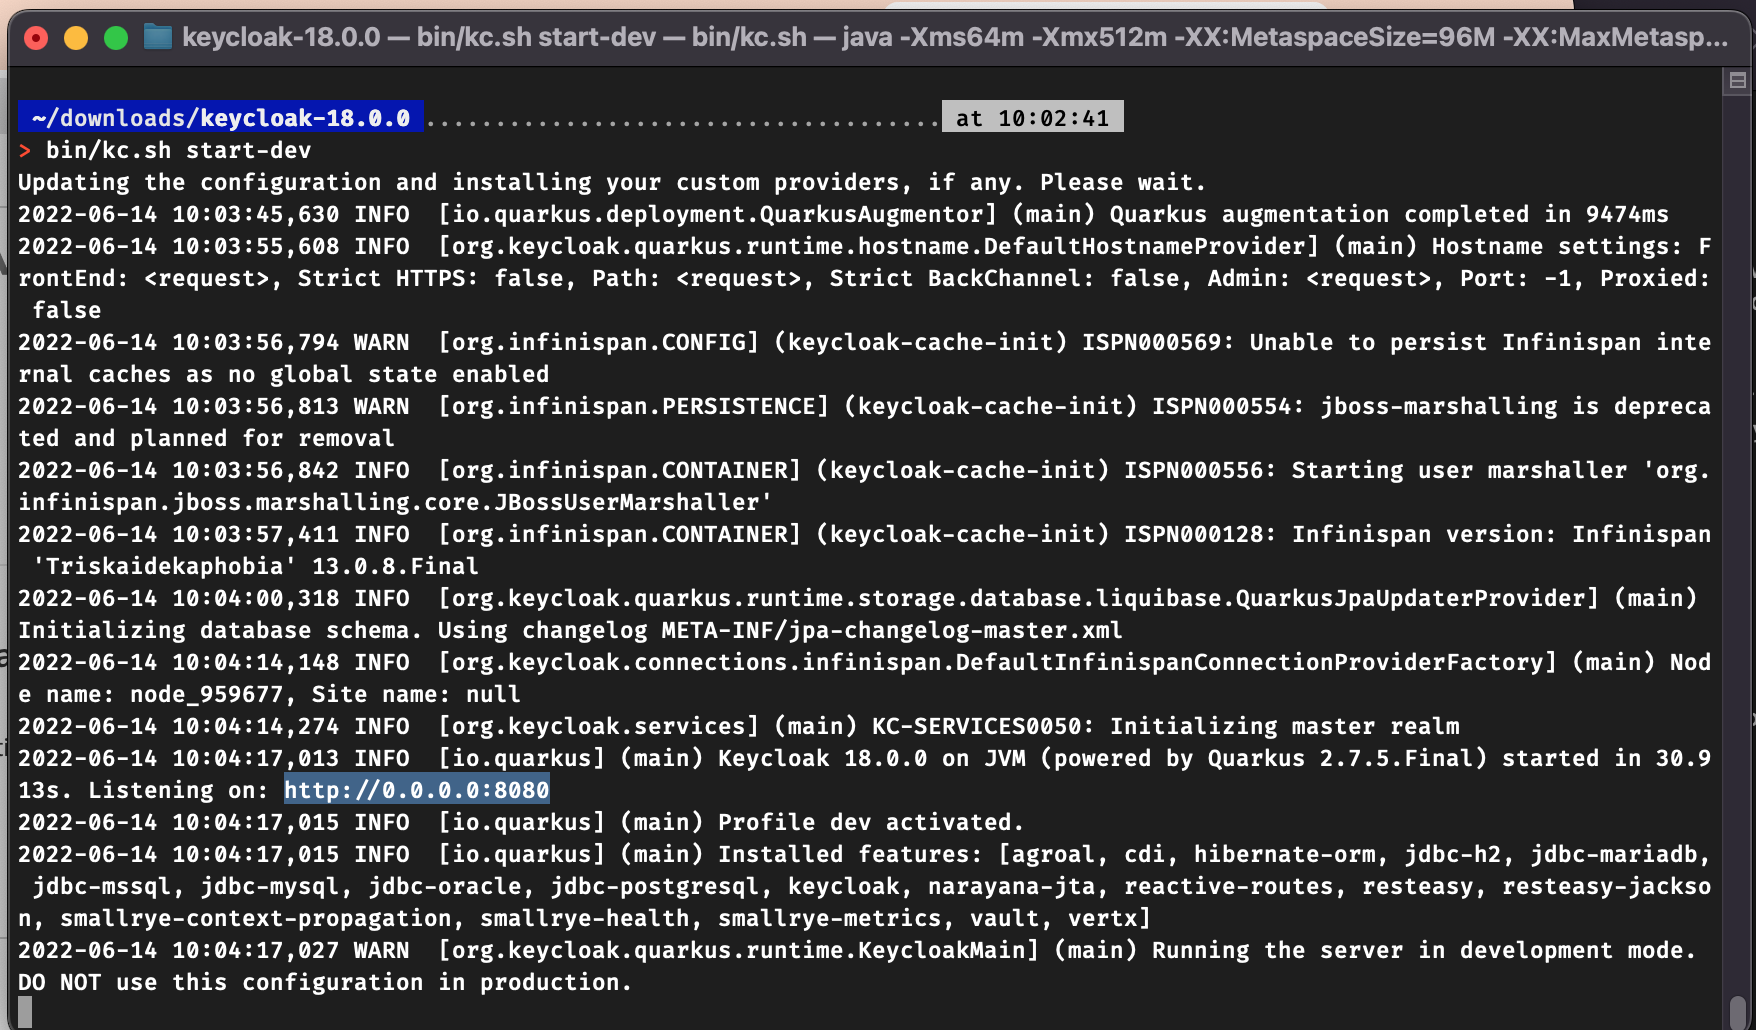 keycloak-18.0.0 — bin/kc.sh start-dev — bin/kc.sh — java -Xms64m -Xmx512m -XX:MetaspaceSize=96M -XX:MaxMetasp...
~/downloads/keycloak-18.0.0 ..................................... at 10:02:41
> bin/kc.sh start-dev
Updating the configuration and installing your custom providers, if any. Please wait.
2022-06-14 10:03:45,630 INFO  [io.quarkus.deployment.QuarkusAugmentor] (main) Quarkus augmentation completed in 9474ms
2022-06-14 10:03:55,608 INFO  [org.keycloak.quarkus.runtime.hostname.DefaultHostnameProvider] (main) Hostname settings: F
rontEnd: <request>, Strict HTTPS: false, Path: <request>, Strict BackChannel: false, Admin: <request>, Port: -1, Proxied:
 false
2022-06-14 10:03:56,794 WARN  [org.infinispan.CONFIG] (keycloak-cache-init) ISPN000569: Unable to persist Infinispan inte
rnal caches as no global state enabled
2022-06-14 10:03:56,813 WARN  [org.infinispan.PERSISTENCE] (keycloak-cache-init) ISPN000554: jboss-marshalling is depreca
ted and planned for removal
2022-06-14 10:03:56,842 INFO  [org.infinispan.CONTAINER] (keycloak-cache-init) ISPN000556: Starting user marshaller 'org.
infinispan.jboss.marshalling.core.JBossUserMarshaller'
2022-06-14 10:03:57,411 INFO  [org.infinispan.CONTAINER] (keycloak-cache-init) ISPN000128: Infinispan version: Infinispan
 'Triskaidekaphobia' 13.0.8.Final
2022-06-14 10:04:00,318 INFO  [org.keycloak.quarkus.runtime.storage.database.liquibase.QuarkusJpaUpdaterProvider] (main)
Initializing database schema. Using changelog META-INF/jpa-changelog-master.xml
2022-06-14 10:04:14,148 INFO  [org.keycloak.connections.infinispan.DefaultInfinispanConnectionProviderFactory] (main) Nod
e name: node_959677, Site name: null
2022-06-14 10:04:14,274 INFO  [org.keycloak.services] (main) KC-SERVICES0050: Initializing master realm
2022-06-14 10:04:17,013 INFO  [io.quarkus] (main) Keycloak 18.0.0 on JVM (powered by Quarkus 2.7.5.Final) started in 30.9
13s. Listening on: http://0.0.0.0:8080
2022-06-14 10:04:17,015 INFO  [io.quarkus] (main) Profile dev activated.
2022-06-14 10:04:17,015 INFO  [io.quarkus] (main) Installed features: [agroal, cdi, hibernate-orm, jdbc-h2, jdbc-mariadb,
 jdbc-mssql, jdbc-mysql, jdbc-oracle, jdbc-postgresql, keycloak, narayana-jta, reactive-routes, resteasy, resteasy-jackso
n, smallrye-context-propagation, smallrye-health, smallrye-metrics, vault, vertx]
2022-06-14 10:04:17,027 WARN  [org.keycloak.quarkus.runtime.KeycloakMain] (main) Running the server in development mode.
DO NOT use this configuration in production.